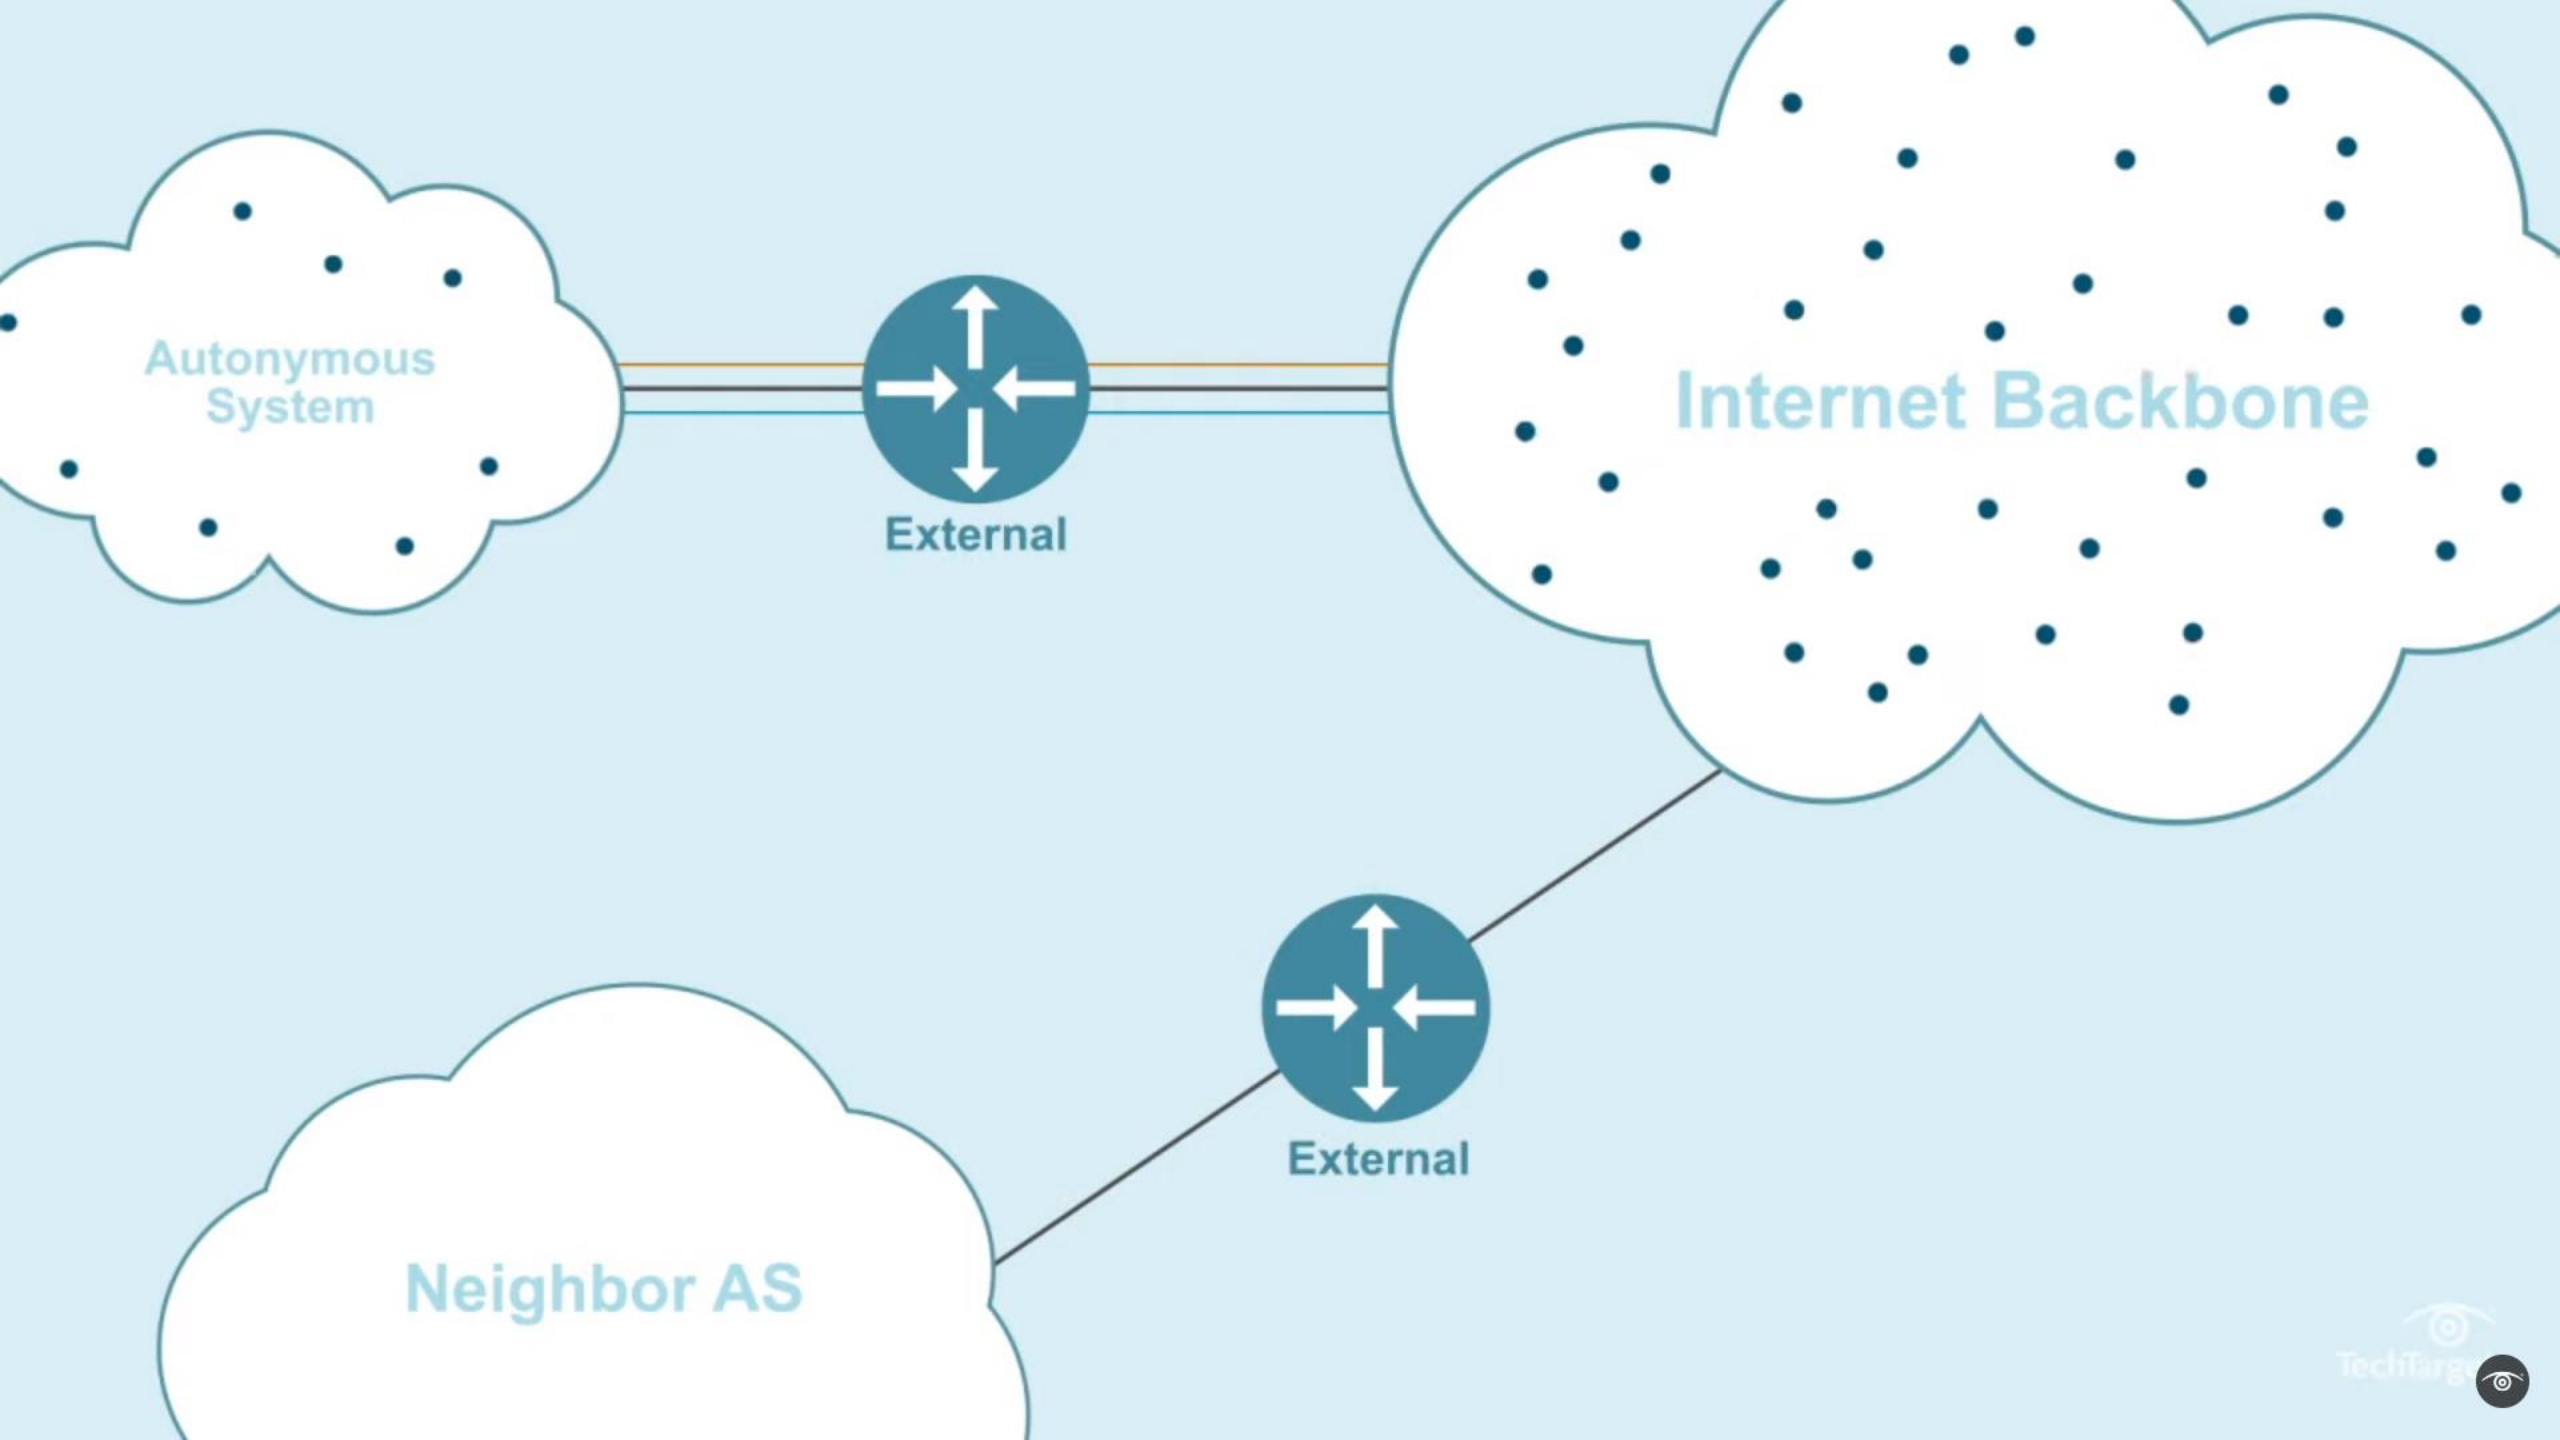 Autonymous
System
External
Internet Backbone
External
Neighbor AS